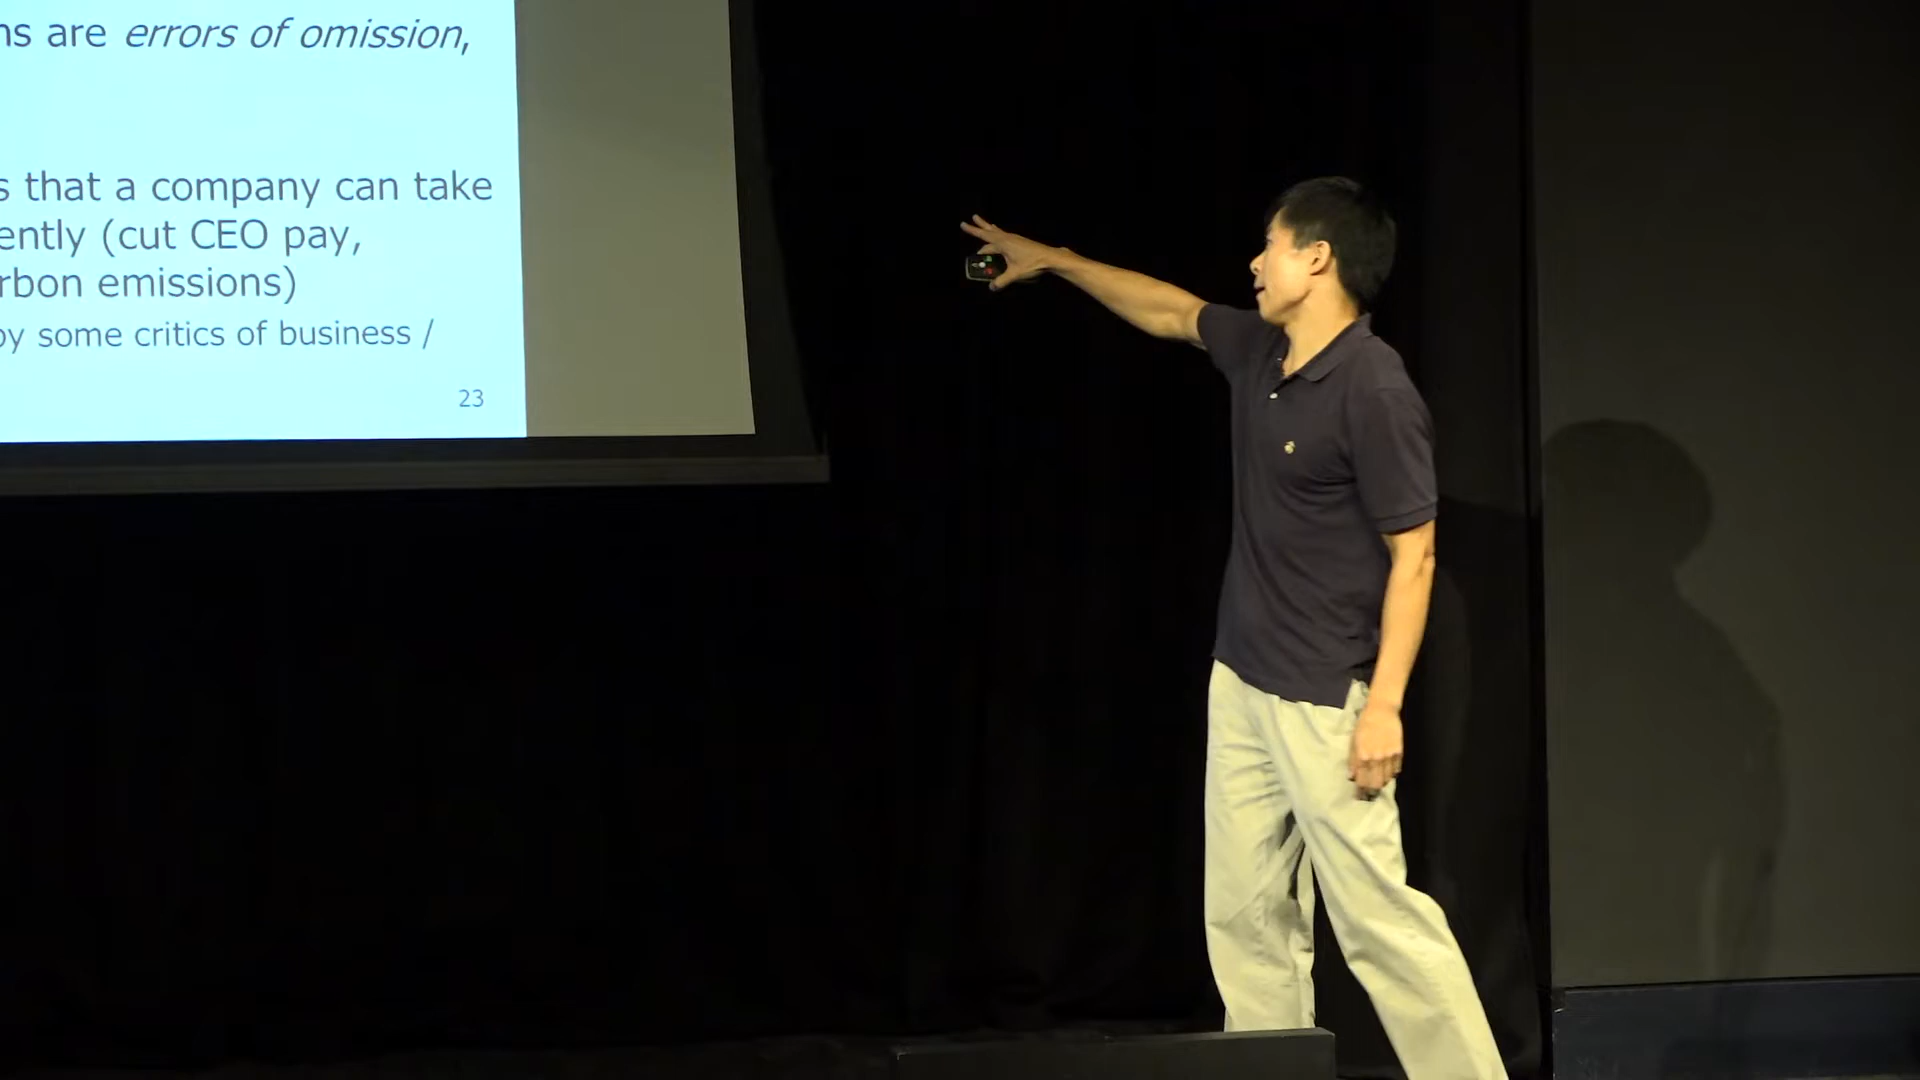 ns are errors of omission,
s that a company can take
ently (cut CEO pay,
rbon emissions)
by some critics of business /
23